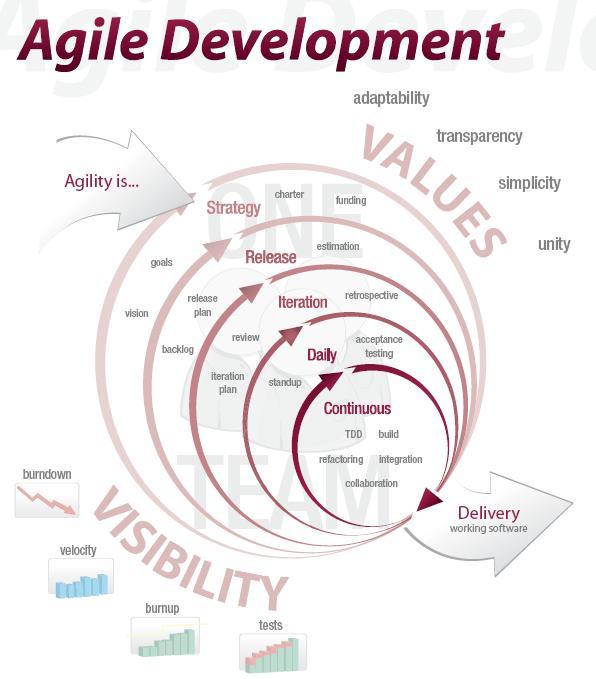 Agile Development
adaptability
transparency
simplicity
unity
VALUES
Agility is...
ONE
TEAM
Strategy
charter
funding
goals
vision
Release
estimation
release
plan
backlog
Iteration
retrospective
review
iteration
plan
Daily
acceptance
testing
standup
Continuous
TDD
build
refactoring
integration
collaboration
Delivery
working software
VISIBILITY
burndown
velocity
burnup
tests